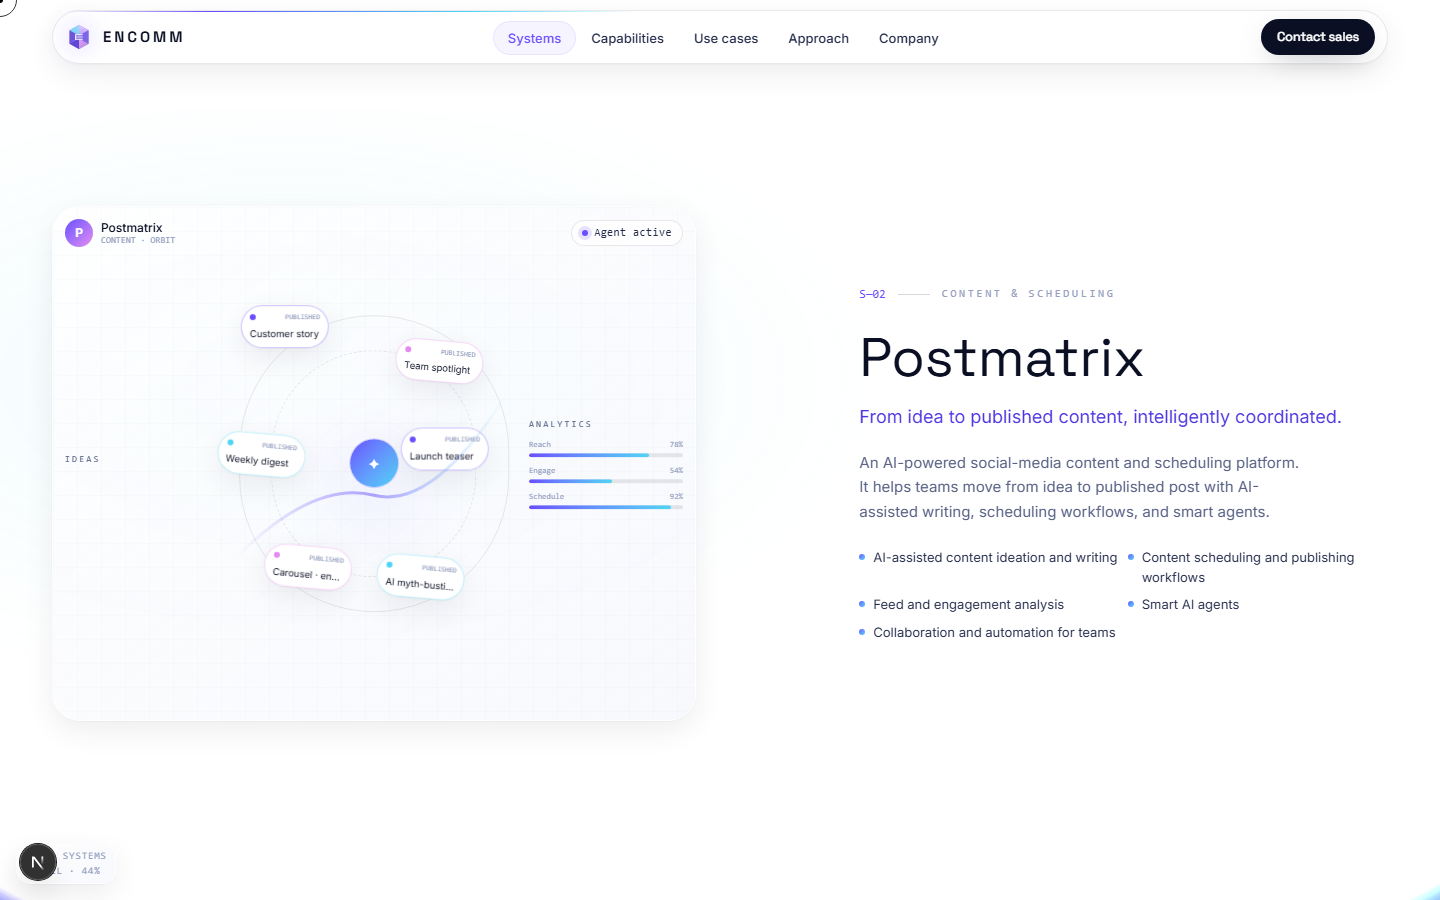 ENCOMM
Systems
Capabilities
Use cases
Approach
Company
Contact sales
P
Postmatrix
CONTENT · ORBIT
Agent active
PUBLISHED
Customer story
PUBLISHED
Team spotlight
PUBLISHED
Weekly digest
PUBLISHED
Launch teaser
PUBLISHED
Carousel · en...
PUBLISHED
AI myth-busti...
IDEAS
ANALYTICS
Reach 78%
Engage 54%
Schedule 92%
S—02
CONTENT & SCHEDULING
Postmatrix
From idea to published content, intelligently coordinated.
An AI-powered social-media content and scheduling platform.
It helps teams move from idea to published post with AI-
assisted writing, scheduling workflows, and smart agents.
AI-assisted content ideation and writing
Content scheduling and publishing
workflows
Feed and engagement analysis
Smart AI agents
Collaboration and automation for teams
N
SYSTEMS
· 44%